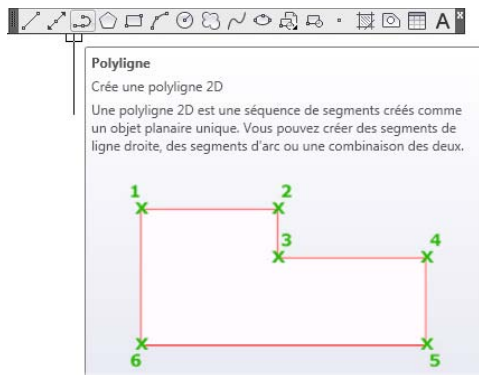 A
Polyligne
Crée une polyligne 2D
Une polyligne 2D est une séquence de segments créés comme
un objet planaire unique. Vous pouvez créer des segments de
ligne droite, des segments d'arc ou une combinaison des deux.
1 2
3 4
6 5